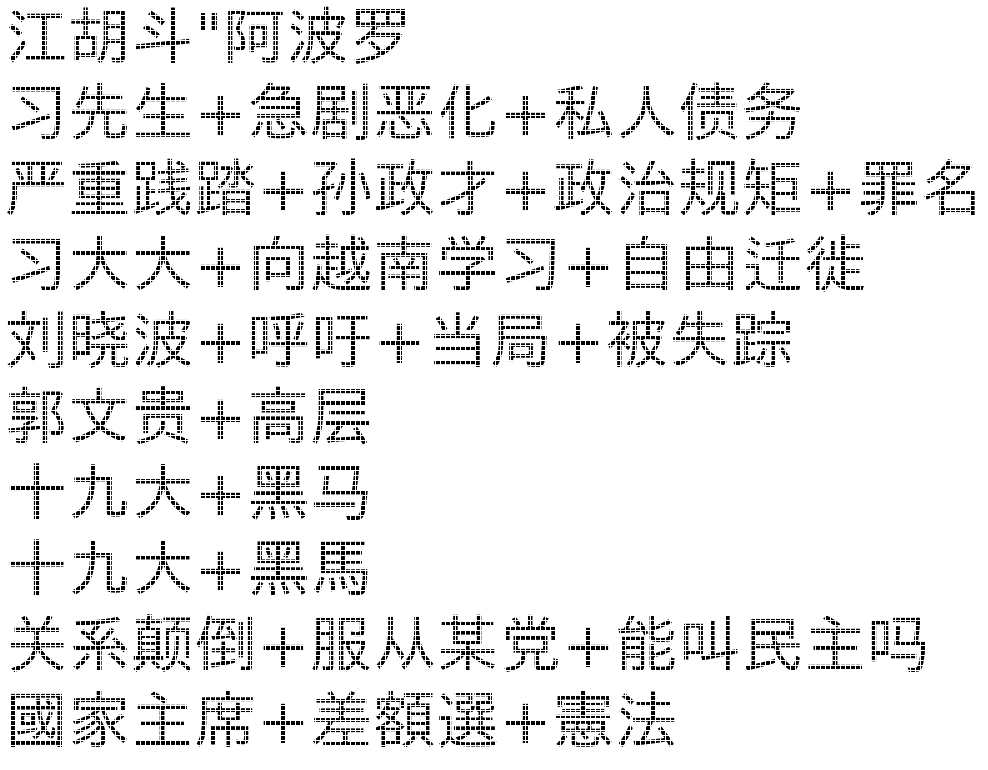 江胡斗"阿波罗
习先生+急剧恶化+私人债务
严重践踏+孙政才+政治规矩+罪名
习大大+向越南学习+自由迁徙
刘晓波+呼吁+当局+被失踪
郭文贵+高层
十九大+黑马
十九大+黑馬
关系颠倒+服从某党+能叫民主吗
國家主席+差額選+憲法